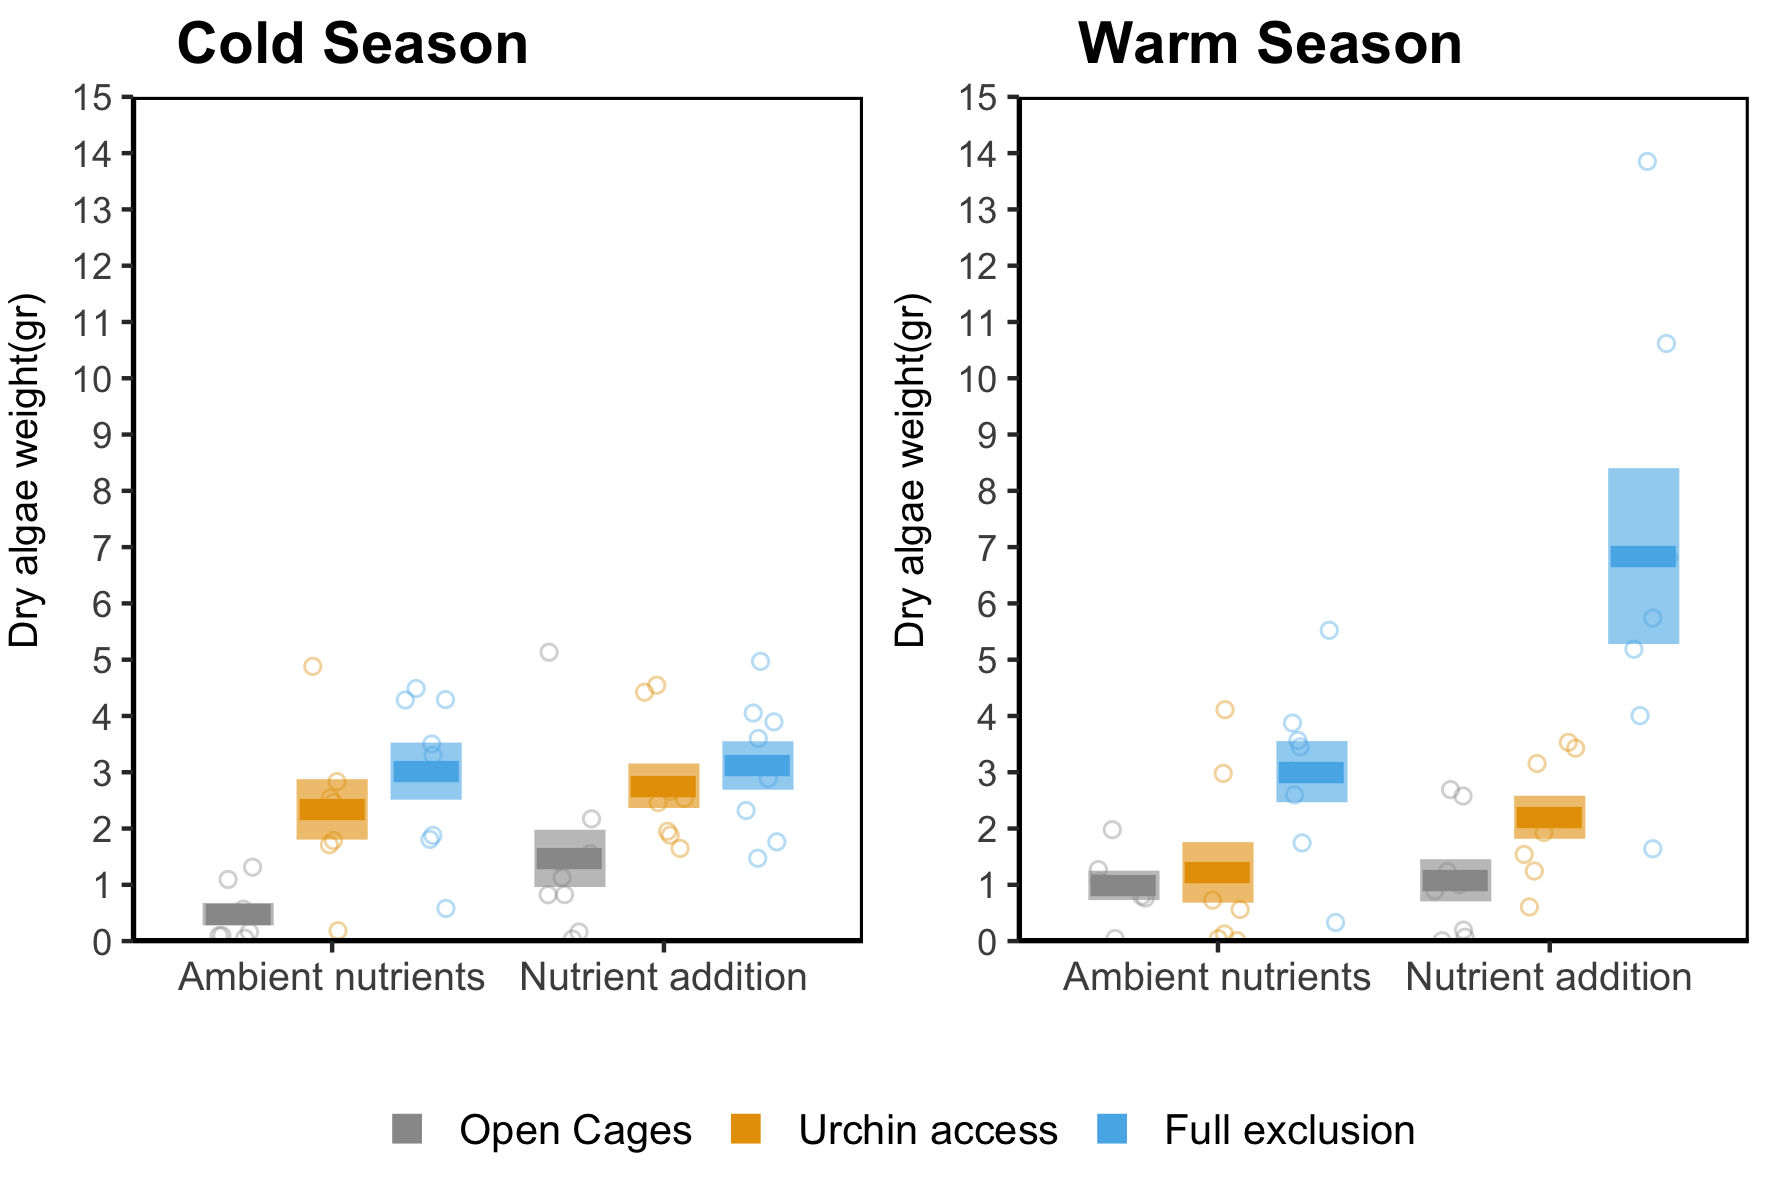 Cold Season
Warm Season
Dry algae weight(gr)
15
14
13
12
11
10
9
8
7
6
5
4
3
2
1
0
Ambient nutrients
Nutrient addition
Dry algae weight(gr)
15
14
13
12
11
10
9
8
7
6
5
4
3
2
1
0
Ambient nutrients
Nutrient addition
Open Cages
Urchin access
Full exclusion